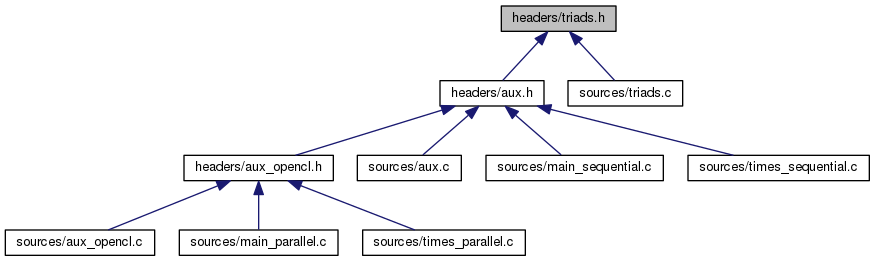 headers/triads.h
headers/aux.h
sources/triads.c
headers/aux_opencl.h
sources/aux.c
sources/main_sequential.c
sources/times_sequential.c
sources/aux_opencl.c
sources/main_parallel.c
sources/times_parallel.c